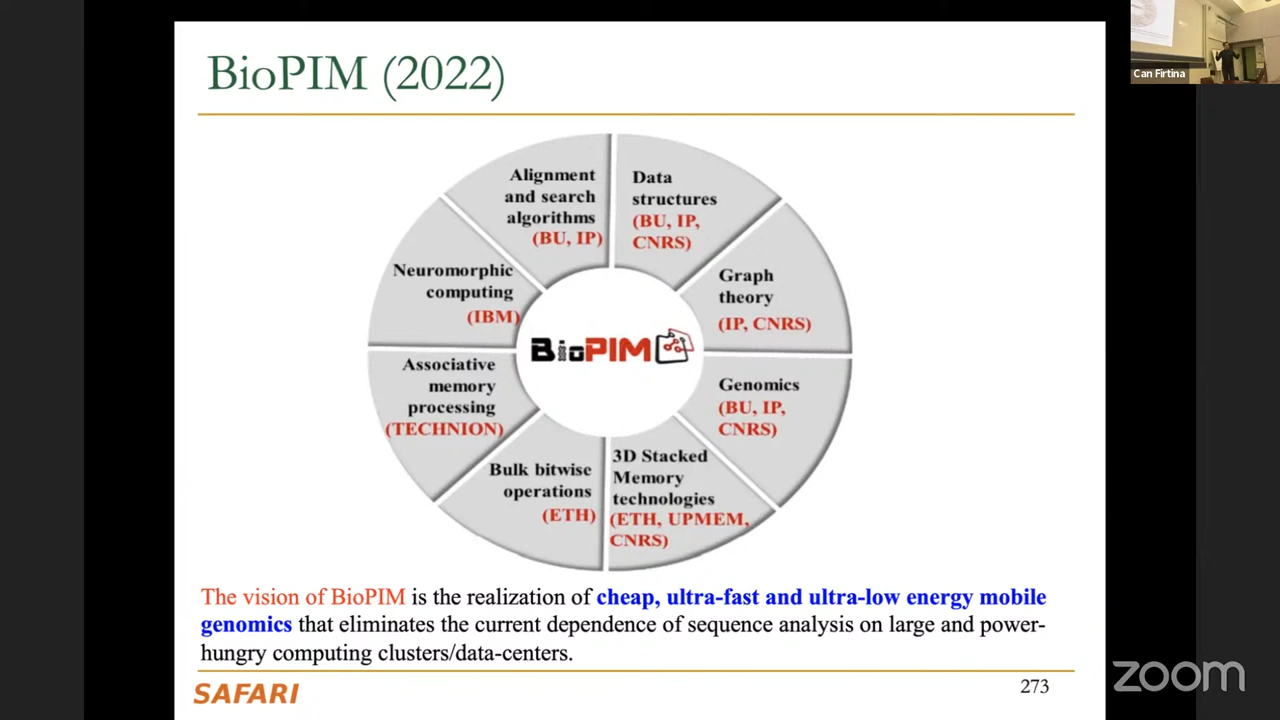 BioPIM (2022)
Can Firtina
Alignment
and search
algorithms
(BU, IP)
Data
structures
(BU, IP,
CNRS)
Neuromorphic
computing
(IBM)
Graph
theory
(IP, CNRS)
BioPIM
Associative
memory
processing
(TECHNION)
Genomics
(BU, IP,
CNRS)
Bulk bitwise
operations
(ETH)
3D Stacked
Memory
technologies
(ETH, UPMEM,
CNRS)
The vision of BioPIM is the realization of cheap, ultra-fast and ultra-low energy mobile
genomics that eliminates the current dependence of sequence analysis on large and power-
hungry computing clusters/data-centers.
SAFARI
273
zoom